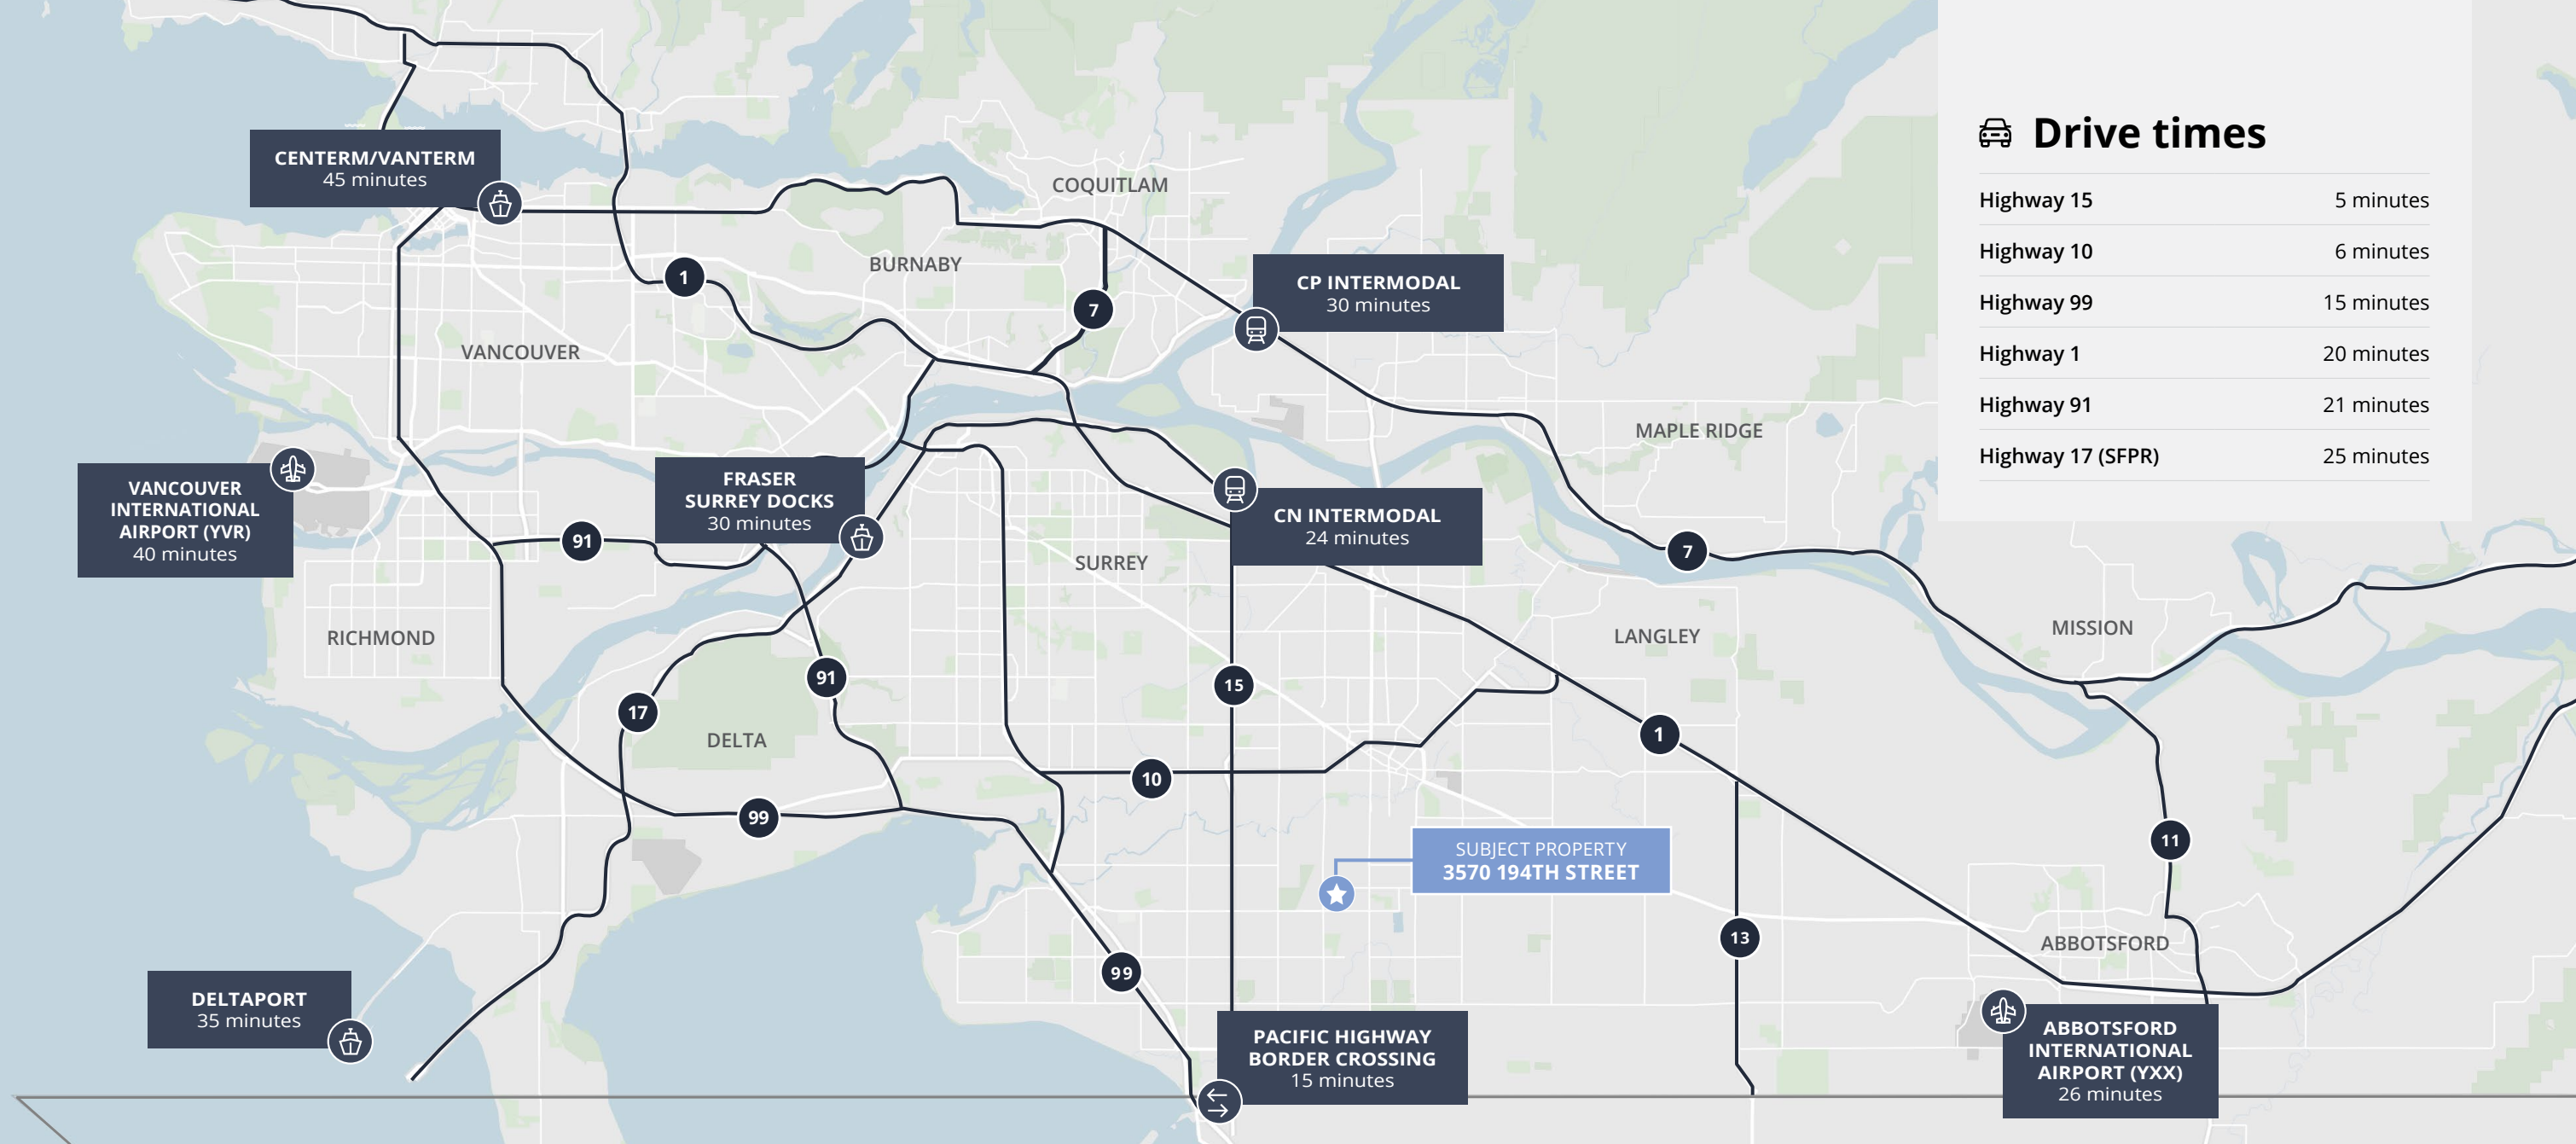 CENTERM/VANTERM
45 minutes
COQUITLAM
BURNABY
1
7
CP INTERMODAL
30 minutes
VANCOUVER
MAPLE RIDGE
VANCOUVER
INTERNATIONAL
AIRPORT (YVR)
40 minutes
FRASER
SURREY DOCKS
30 minutes
CN INTERMODAL
24 minutes
91
SURREY
7
RICHMOND
LANGLEY
MISSION
91
15
17
DELTA
1
10
99
SUBJECT PROPERTY
3570 194TH STREET
11
13
ABBOTSFORD
99
DELTAPORT
35 minutes
PACIFIC HIGHWAY
BORDER CROSSING
15 minutes
ABBOTSFORD
INTERNATIONAL
AIRPORT (YXX)
26 minutes
Drive times
Highway 15 5 minutes
Highway 10 6 minutes
Highway 99 15 minutes
Highway 1 20 minutes
Highway 91 21 minutes
Highway 17 (SFPR) 25 minutes